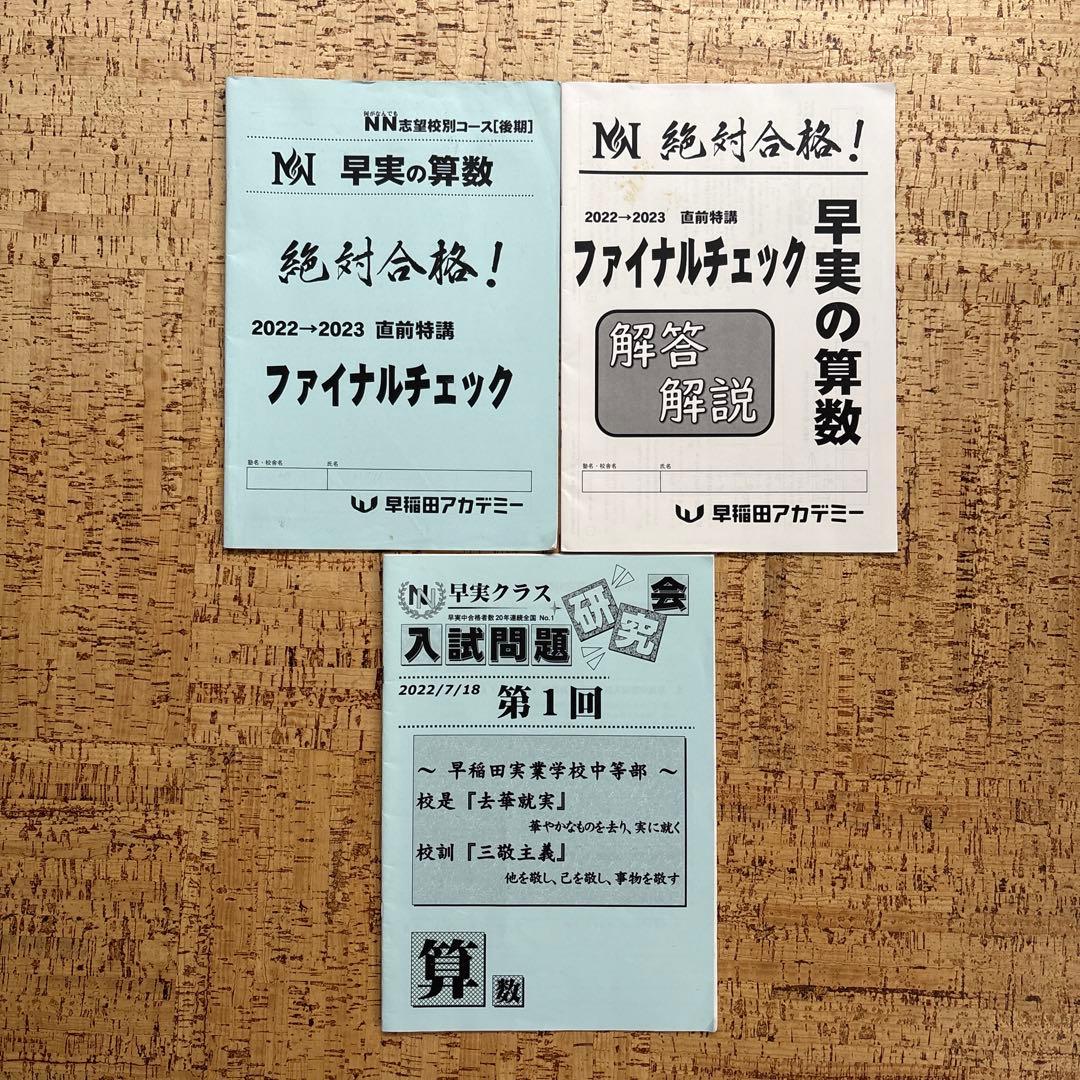 何がなんでも
NN志望校別コース[後期]
NN 早実の算数
絶対合格!
2022→2023 直前特講
ファイナルチェック
塾名・校舎名 氏名
早稲田アカデミー
NN 絶対合格!
2022→2023 直前特講
ファイナルチェック
早実の算数
解答
解説
塾名・校舎名 氏名
早稲田アカデミー
NN 早実クラス
早実中合格者数20年連続全国 No.1
入試問題
研究会
2022/7/18 第1回
~ 早稲田実業学校中等部 ~
校是『去華就実』
華やかなものを去り、実に就く
校訓『三敬主義』
他を敬し、己を敬し、事物を敬す
算数